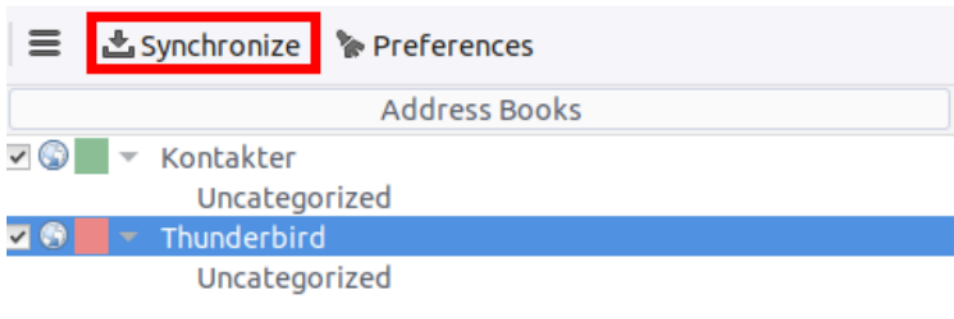 Synchronize Preferences
Address Books
Kontakter
Uncategorized
Thunderbird
Uncategorized